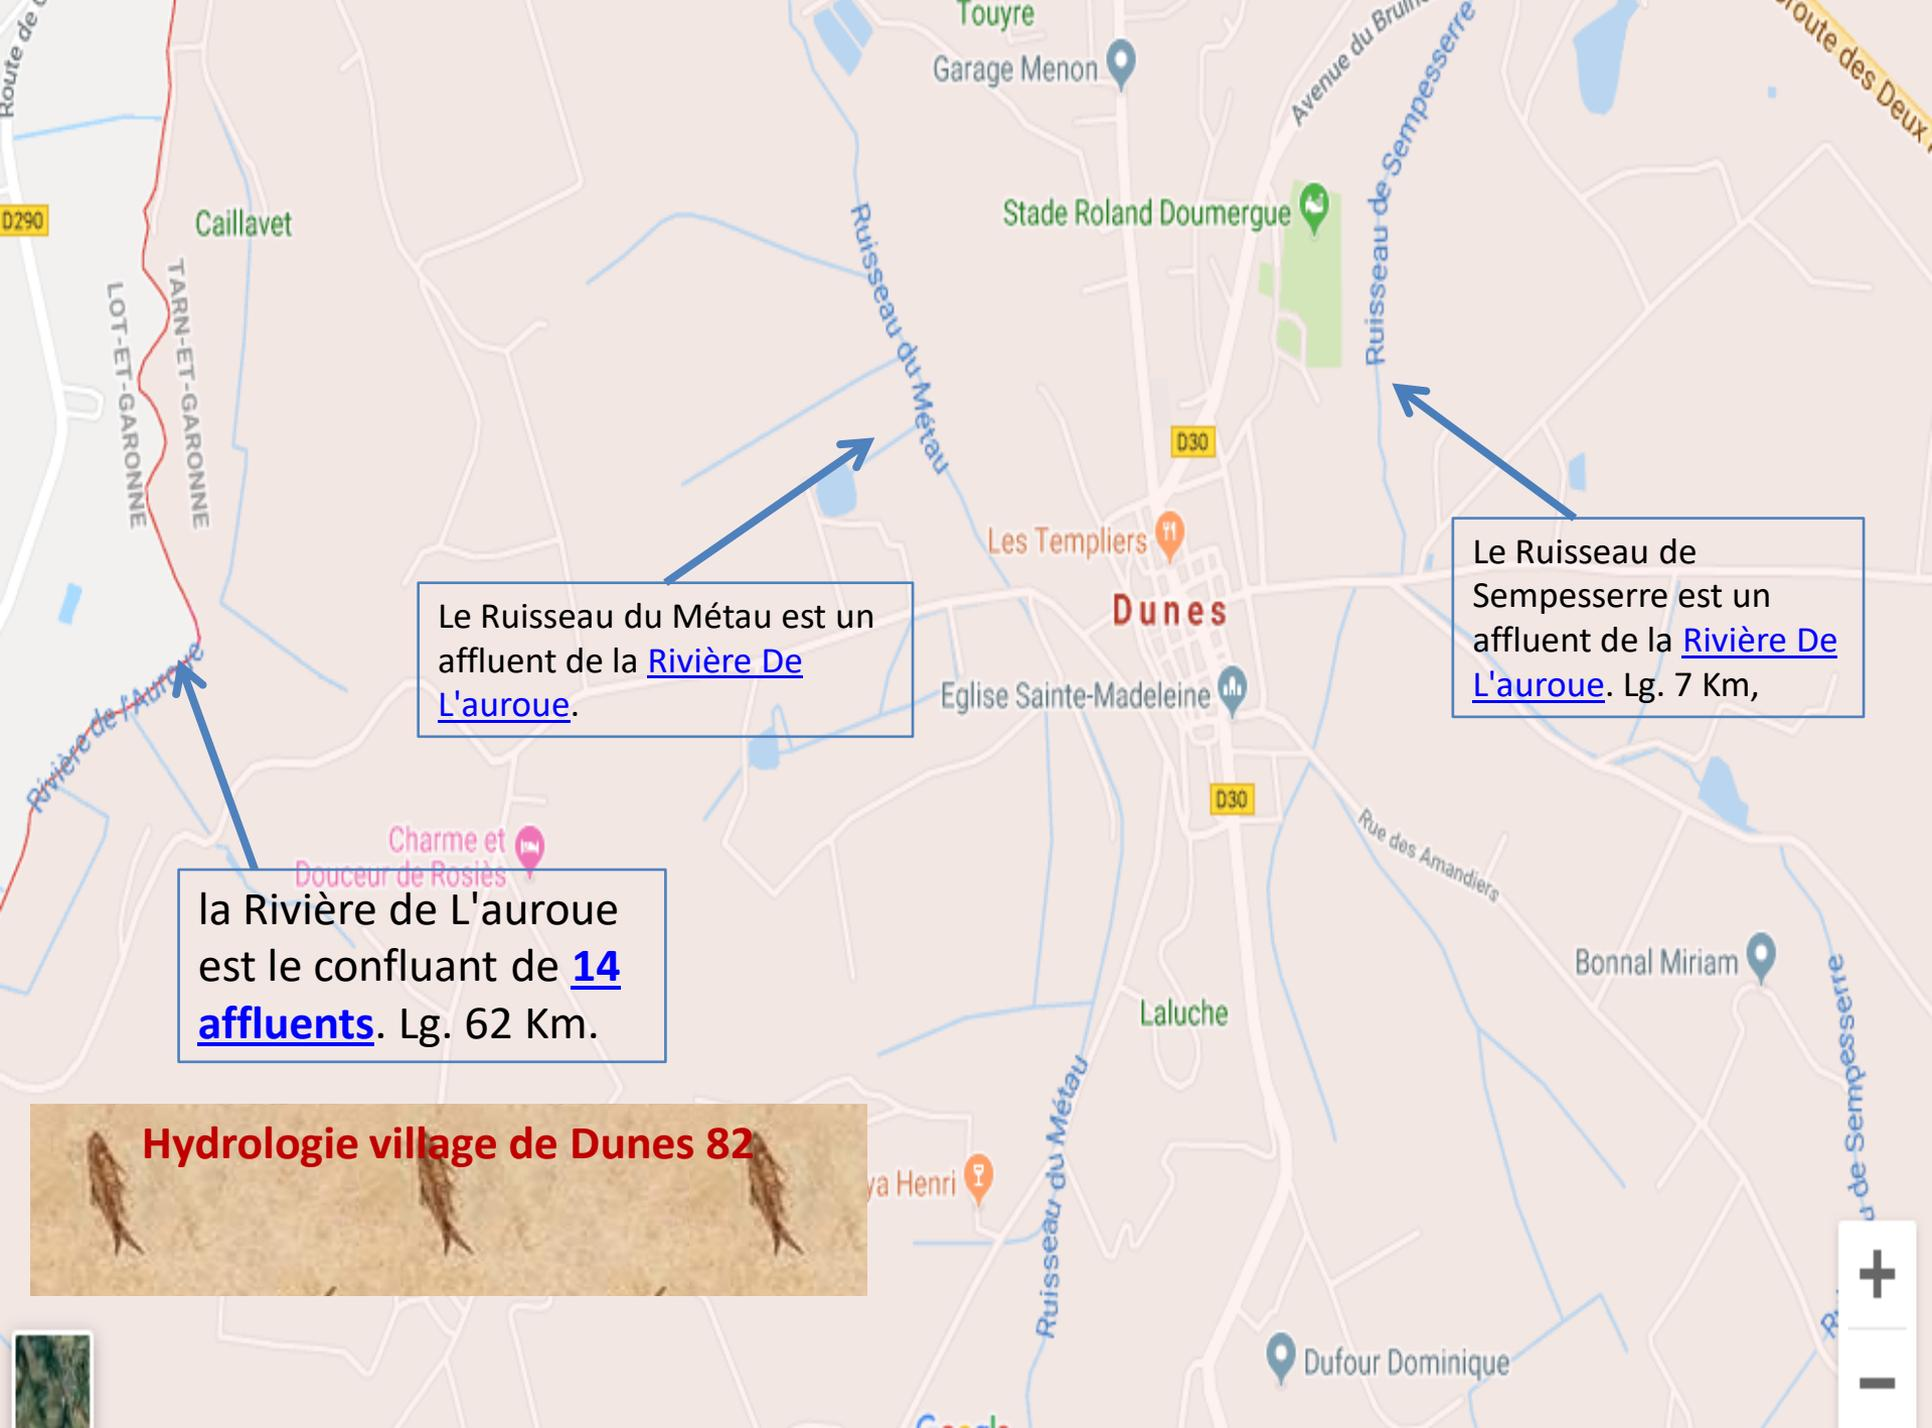 Route de
Touyre
Garage Menon
Avenue du
Ruisseau de Sempesserre
route des Deux
D290
Caillavet
Stade Roland Doumergue
Ruisseau du Métau
TARN-ET-GARONNE
LOT-ET-GARONNE
D30
Les Templiers
Dunes
Le Ruisseau de
Sempesserre est un
affluent de la Rivière De
L'auroue. Lg. 7 Km,
Le Ruisseau du Métau est un
affluent de la Rivière De
L'auroue.
Eglise Sainte-Madeleine
Rivière de l'Auroue
D30
Rue des Amandiers
Charme et
Douceur de Rosiès
la Rivière de L'auroue
est le confluant de 14
affluents. Lg. 62 Km.
Bonnal Miriam
Laluche
Ruisseau du Métau
de Sempesserre
Hydrologie village de Dunes 82
ya Henri
Dufour Dominique
+
−
Google